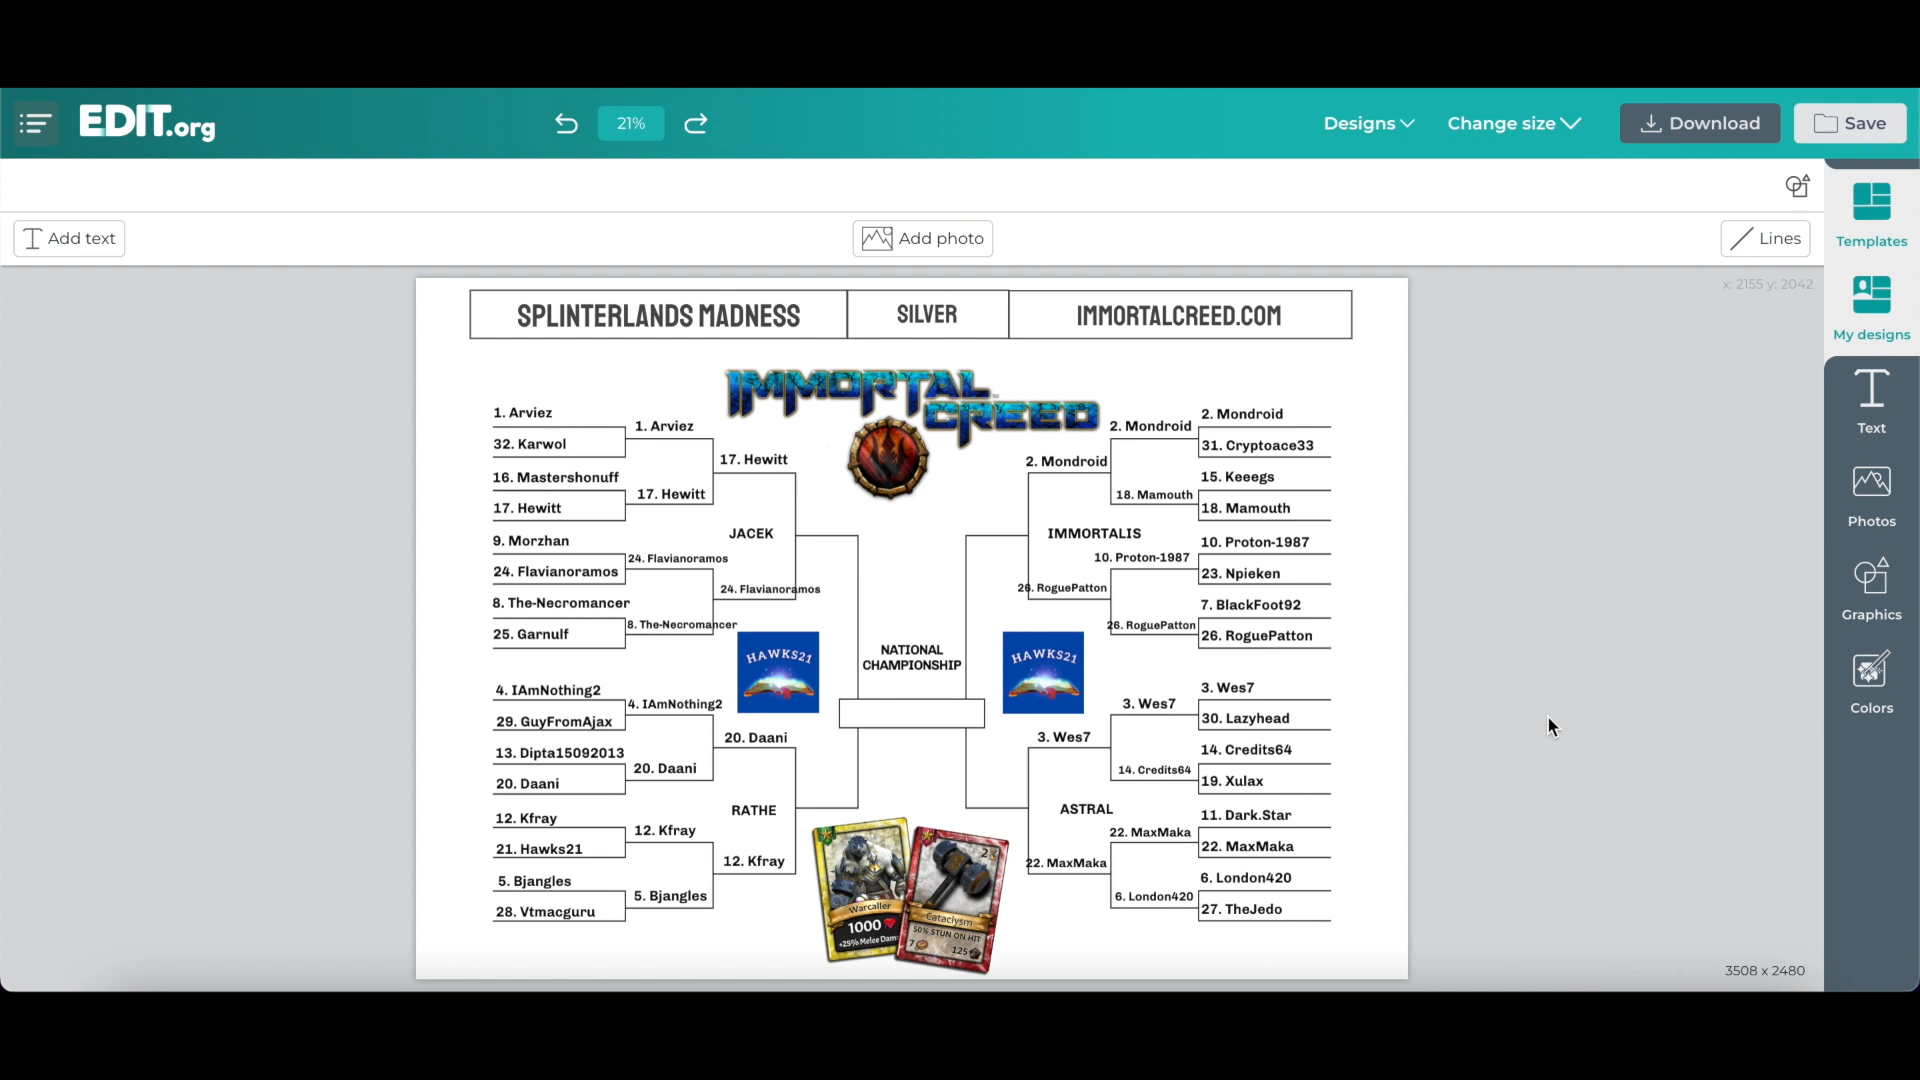 EDIT.org
21%
Designs
Change size
Download
Save
Add text
Add photo
Lines
Templates
My designs
Text
Photos
Graphics
Colors
x: 2155 y: 2042
SPLINTERLANDS MADNESS
SILVER
IMMORTALCREED.COM
IMMORTAL
CREED
1. Arviez
32. Karwol
16. Mastershonuff
17. Hewitt
9. Morzhan
24. Flavianoramos
8. The-Necromancer
25. Garnulf
4. IAmNothing2
29. GuyFromAjax
13. Dipta15092013
20. Daani
12. Kfray
21. Hawks21
5. Bjangles
28. Vtmacguru
1. Arviez
17. Hewitt
24. Flavianoramos
8. The-Necromancer
4. IAmNothing2
20. Daani
12. Kfray
5. Bjangles
17. Hewitt
JACEK
24. Flavianoramos
HAWKS21
20. Daani
RATHE
12. Kfray
NATIONAL
CHAMPIONSHIP
Warcaller
1000
+25% Melee Dam
2
Cataclysm
50% STUN ON HIT
7
125
2. Mondroid
IMMORTALIS
26. RoguePatton
HAWKS21
3. Wes7
ASTRAL
22. MaxMaka
2. Mondroid
18. Mamouth
10. Proton-1987
26. RoguePatton
3. Wes7
14. Credits64
22. MaxMaka
6. London420
2. Mondroid
31. Cryptoace33
15. Keeegs
18. Mamouth
10. Proton-1987
23. Npieken
7. BlackFoot92
26. RoguePatton
3. Wes7
30. Lazyhead
14. Credits64
19. Xulax
11. Dark.Star
22. MaxMaka
6. London420
27. TheJedo
3508 x 2480